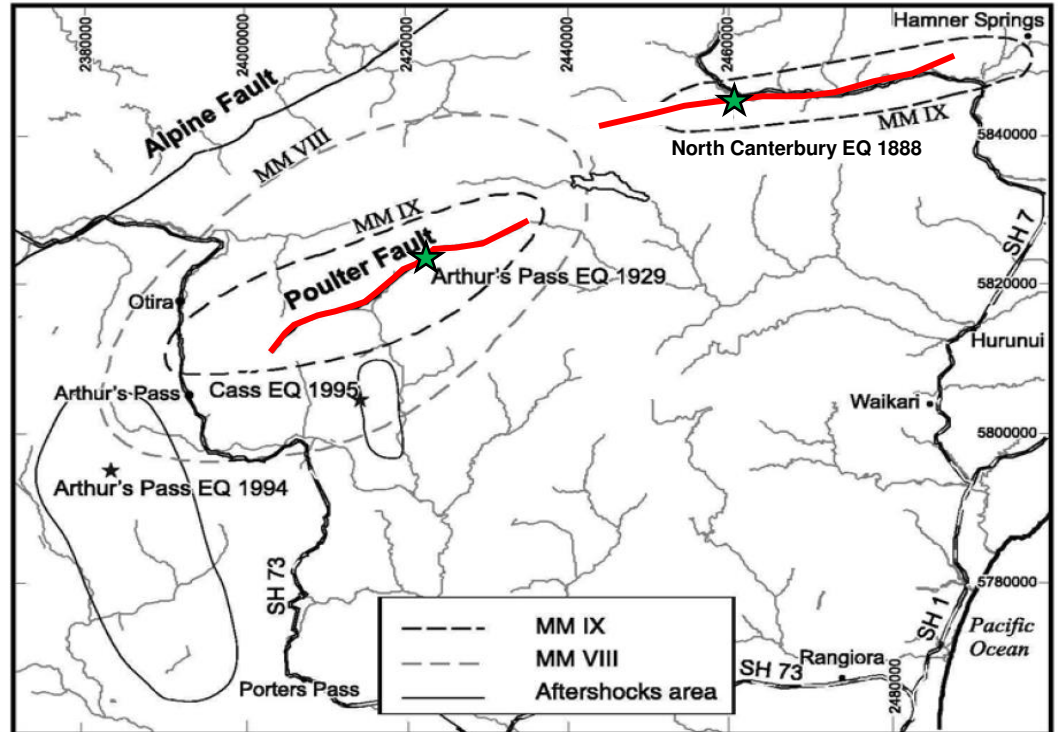 2380000
2400000
2420000
2440000
2460000
Hamner Springs
Alpine Fault
MM VIII
MM IX
5840000
North Canterbury EQ 1888
MM IX
SH 7
Poulter Fault
Arthur's Pass EQ 1929
Otira
5820000
Hurunui
Arthur's Pass
Cass EQ 1995
Waikari
5800000
Arthur's Pass EQ 1994
SH 73
5780000
SH 1
Pacific
Ocean
MM IX
MM VIII
Aftershocks area
Porters Pass
SH 73
Rangiora
2480000